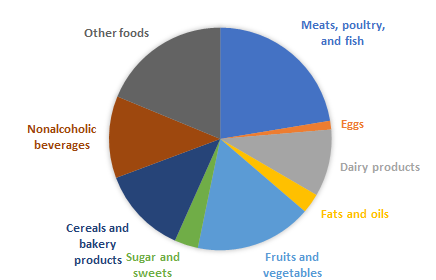 Meats, poultry,
and fish
Eggs
Dairy products
Fats and oils
Fruits and
vegetables
Sugar and
sweets
Cereals and
bakery
products
Nonalcoholic
beverages
Other foods